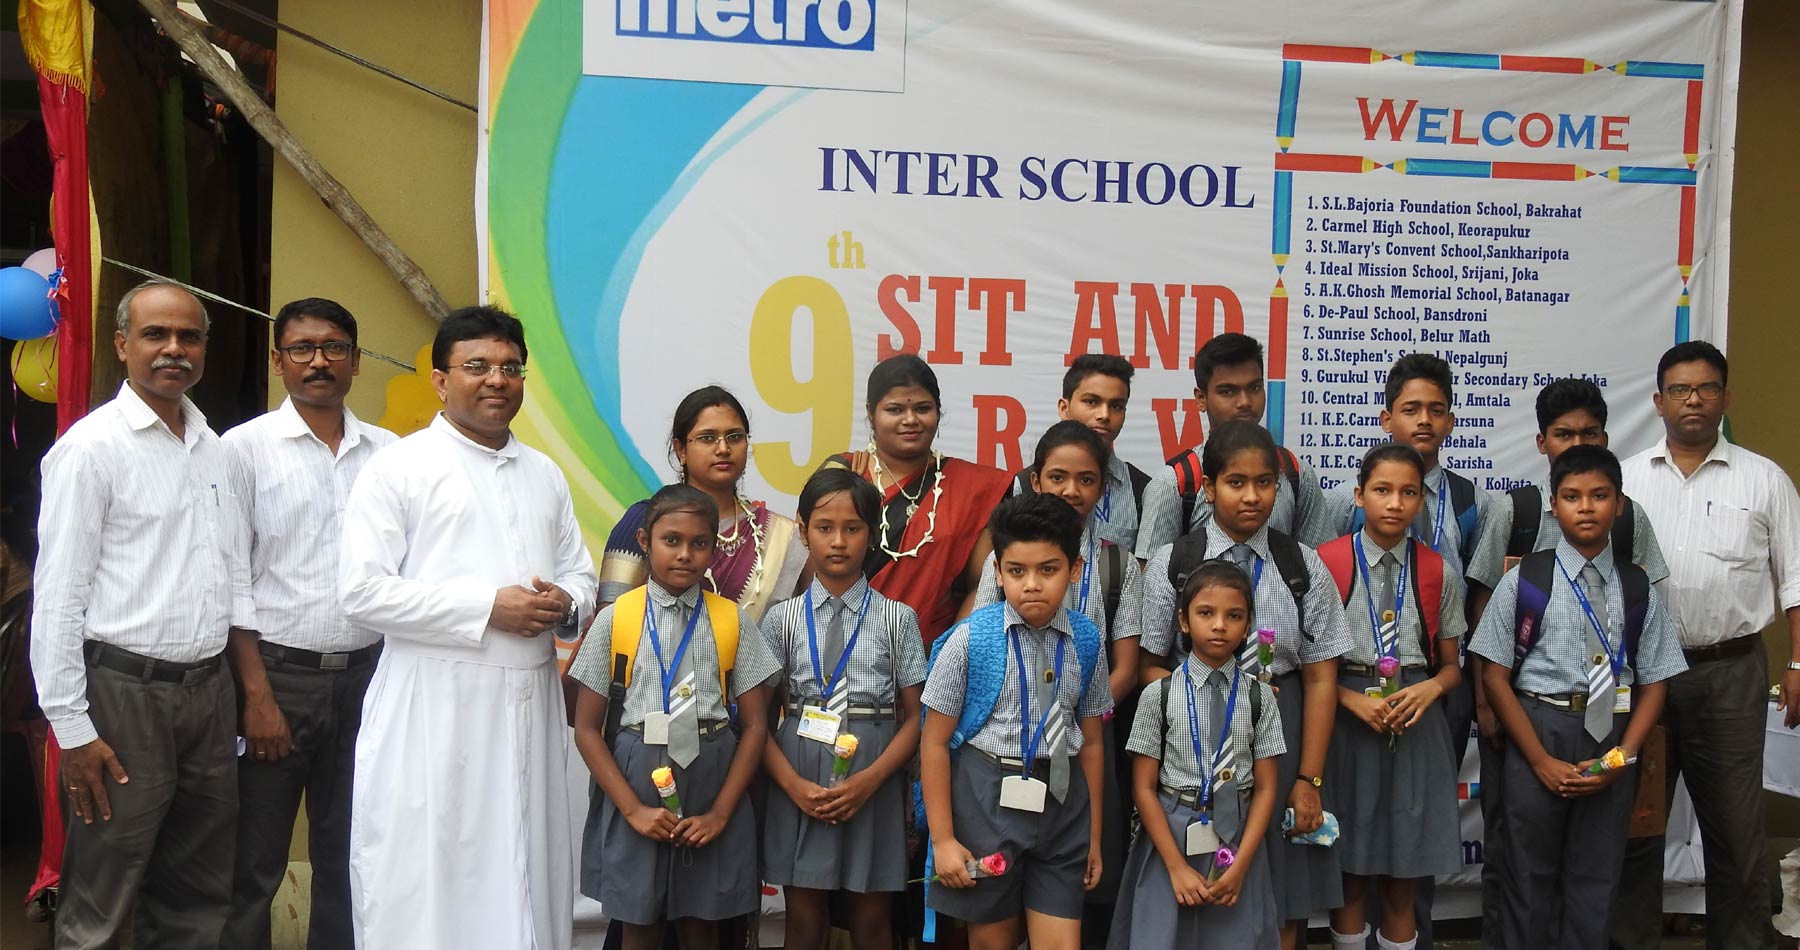 metro
INTER SCHOOL
9th SIT AND
WELCOME
1. S.L.Bajoria Foundation School, Bakrahat
2. Carmel High School, Keorapukur
3. St.Mary's Convent School,Sankharipota
4. Ideal Mission School, Srijani, Joka
5. A.K.Ghosh Memorial School, Batanagar
6. De-Paul School, Bansdroni
7. Sunrise School, Belur Math
8. St.Stephen's School Nepalgunj
9. Gurukul Secondary School Joka
10. Central Amtala
11. K.E.Carmel
12. K.E.Carmel Behala
13. Sarisha
Kolkata